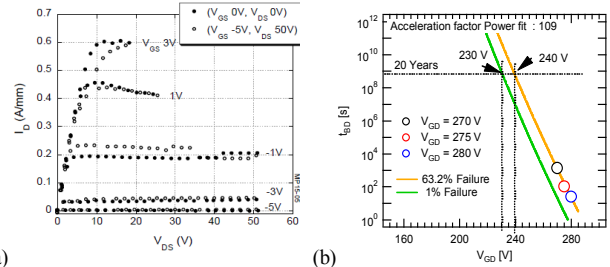 (V_GS 0V, V_DS 0V)
(V_GS -5V, V_DS 50V)
0.7
0.6
0.5
0.4
0.3
0.2
0.1
0
I_D (A/mm)
V_GS 3V
1V
-1V
-3V
-5V
MP15.05
0 10 20 30 40 50 60
V_DS (V)
(b)
Acceleration factor Power fit : 109
230 V
240 V
20 Years
10^12
10^10
10^8
10^6
10^4
10^2
10^0
t_BD [s]
V_GD = 270 V
V_GD = 275 V
V_GD = 280 V
63.2% Failure
1% Failure
160 200 240 280
V_GD [V]